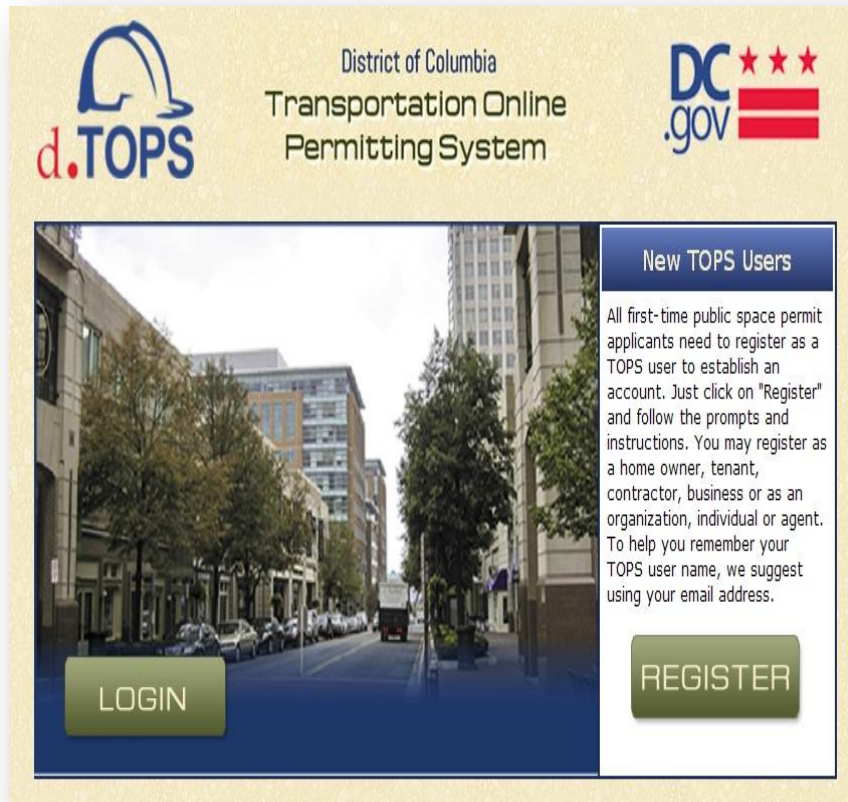 d.TOPS
District of Columbia
Transportation Online
Permitting System
DC
.gov
New TOPS Users
All first-time public space permit
applicants need to register as a
TOPS user to establish an
account. Just click on "Register"
and follow the prompts and
instructions. You may register as
a home owner, tenant,
contractor, business or as an
organization, individual or agent.
To help you remember your
TOPS user name, we suggest
using your email address.
LOGIN
REGISTER